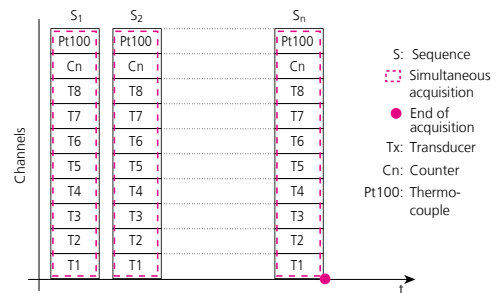 S1 S2 Sn
Pt100 Pt100 Pt100
Cn Cn Cn
T8 T8 T8
T7 T7 T7
T6 T6 T6
T5 T5 T5
T4 T4 T4
T3 T3 T3
T2 T2 T2
T1 T1 T1
Channels
t
S: Sequence
Simultaneous
acquisition
End of
acquisition
Tx: Transducer
Cn: Counter
Pt100: Thermo-
couple